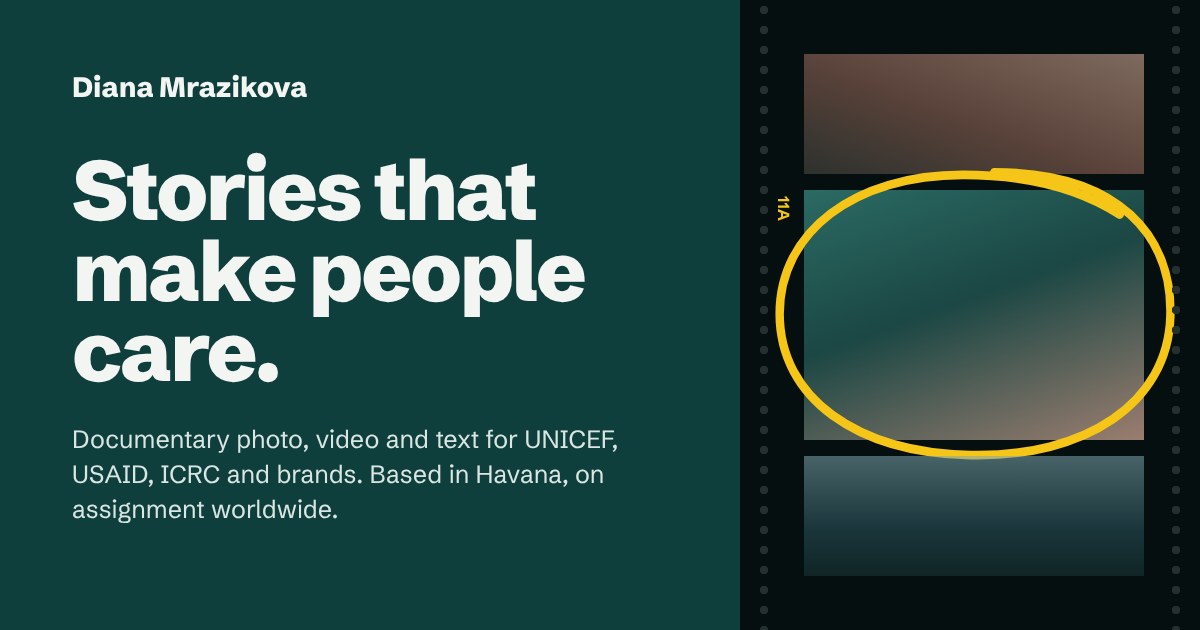 Diana Mrazikova
Stories that
make people
care.
Documentary photo, video and text for UNICEF,
USAID, ICRC and brands. Based in Havana, on
assignment worldwide.
11A